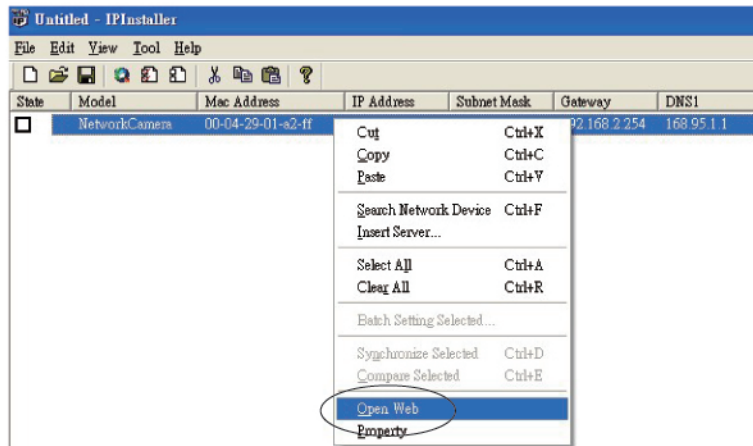 Untitled - IPInstaller
File Edit View Tool Help
State Model Mac Address IP Address Subnet Mask Gateway DNS1
NetworkCamera 00-04-29-01-a2-ff 92.168.2.254 168.95.1.1
Cut Ctrl+X
Copy Ctrl+C
Paste Ctrl+V
Search Network Device Ctrl+F
Insert Server...
Select All Ctrl+A
Clear All Ctrl+R
Batch Setting Selected...
Synchronize Selected Ctrl+D
Compare Selected Ctrl+E
Open Web
Property